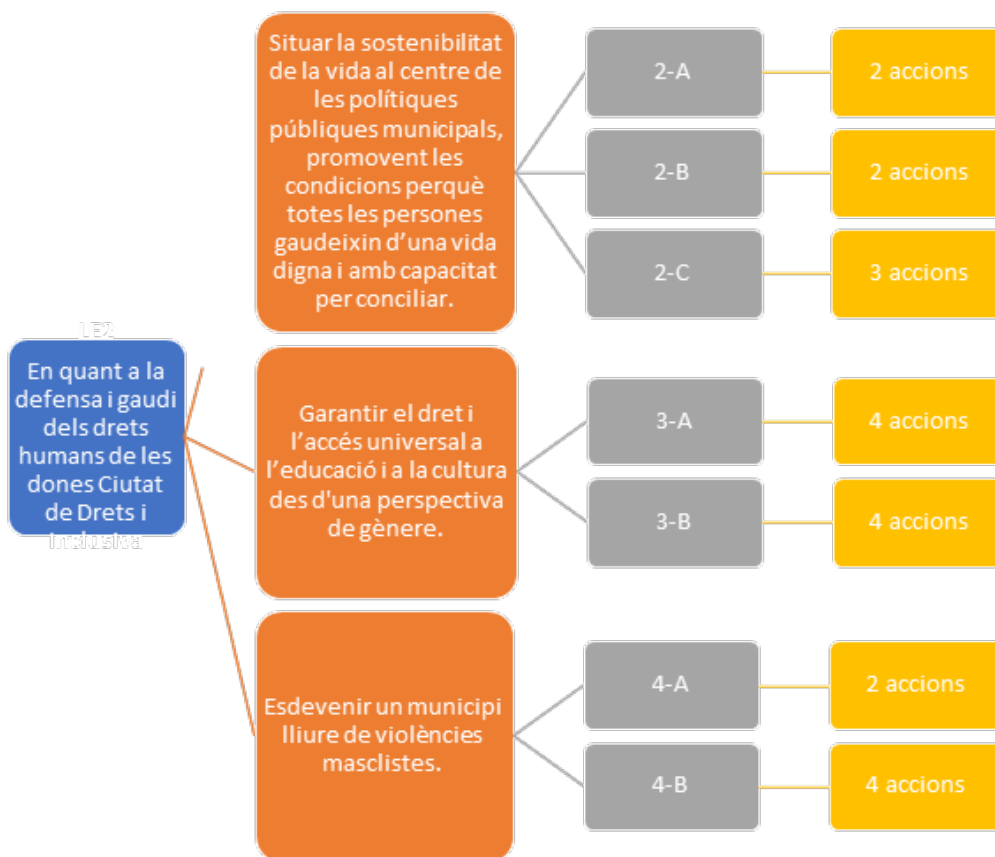 Situar la sostenibilitat
de la vida al centre de
les polítiques
públiques municipals,
promovent les
condicions perquè
totes les persones
gaudeixin d'una vida
digna i amb capacitat
per conciliar.
2-A
2 accions
2-B
2 accions
2-C
3 accions
LE2
En quant a la
defensa i gaudi
dels drets
humans de les
dones Ciutat
de Drets i
inclusiva
Garantir el dret i
l'accés universal a
l'educació i a la cultura
des d'una perspectiva
de gènere.
3-A
4 accions
3-B
4 accions
Esdevenir un municipi
lliure de violències
masclistes.
4-A
2 accions
4-B
4 accions